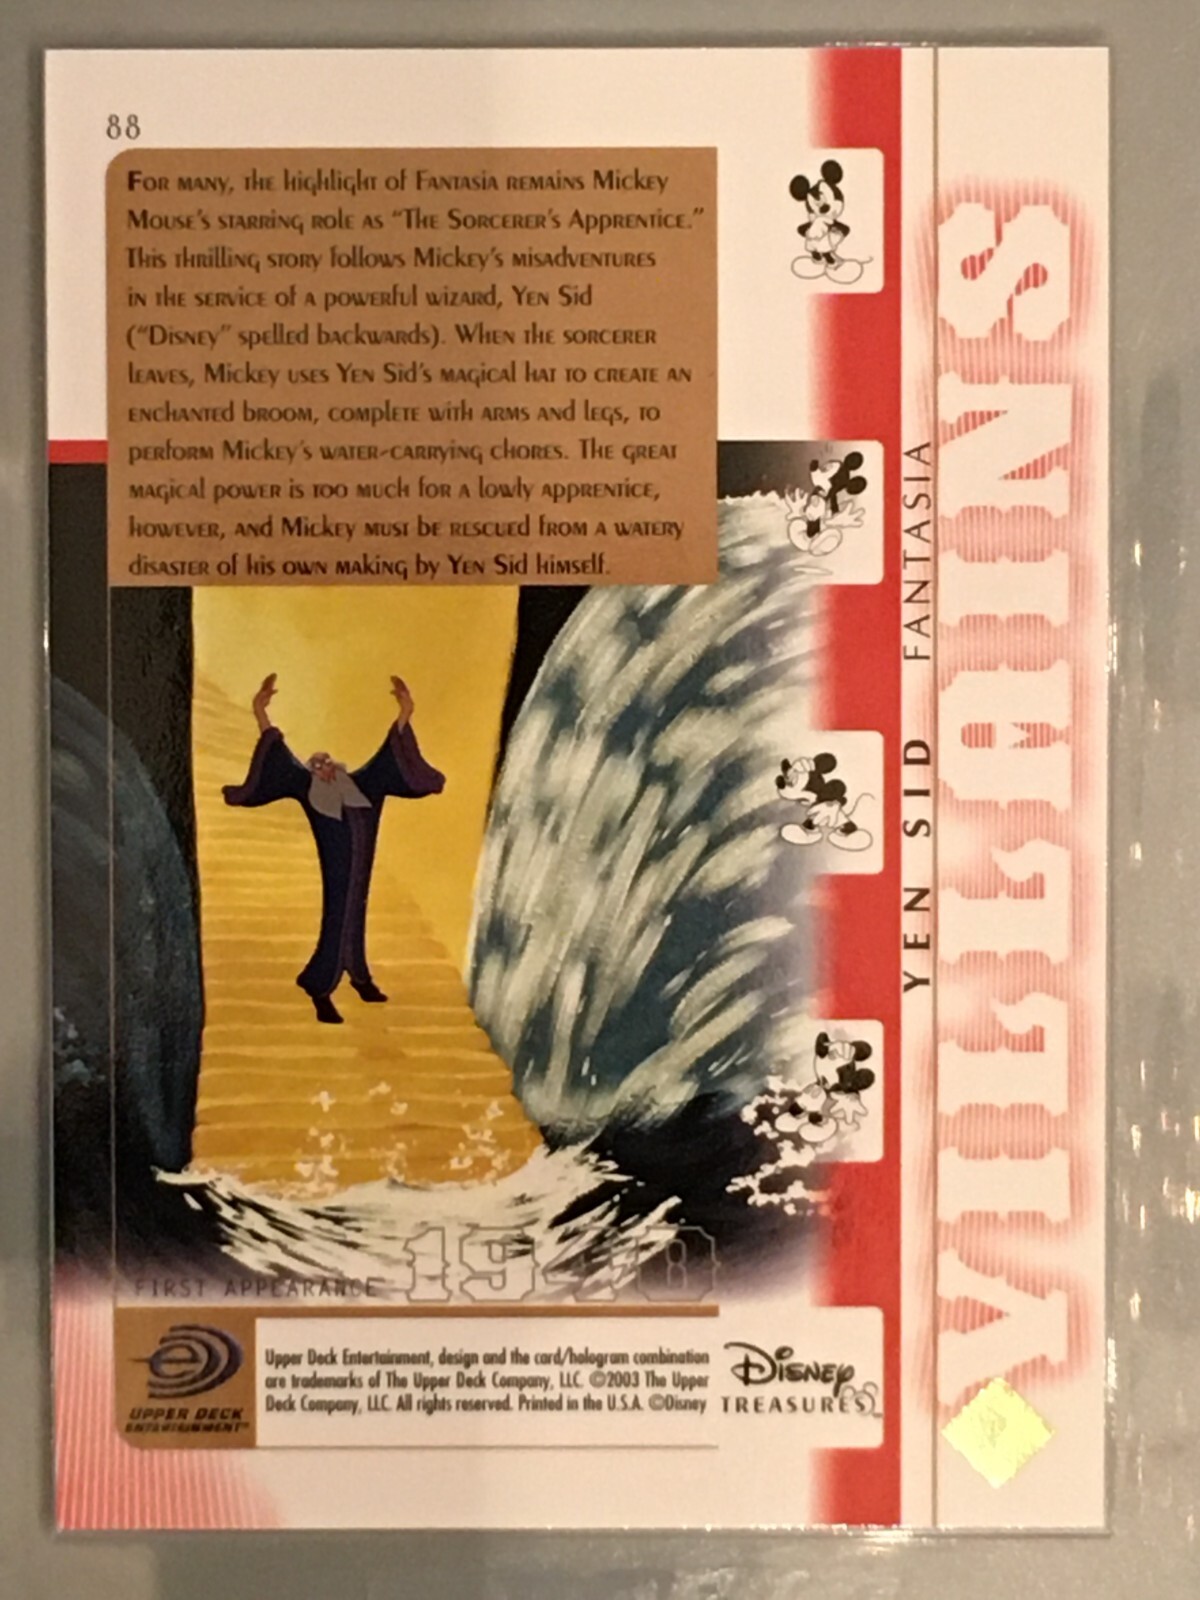 88
For many, the highlight of Fantasia remains Mickey
Mouse's starring role as “The Sorcerer's Apprentice.”
This thrilling story follows Mickey's misadventures
in the service of a powerful wizard, Yen Sid
(“Disney” spelled backwards). When the sorcerer
leaves, Mickey uses Yen Sid's magical hat to create an
enchanted broom, complete with arms and legs, to
perform Mickey's water-carrying chores. The great
magical power is too much for a lowly apprentice,
however, and Mickey must be rescued from a watery
disaster of his own making by Yen Sid himself.
YEN SID FANTASIA
VILLAINS
FIRST APPEARANCE
UPPER DECK
ENTERTAINMENT
Upper Deck Entertainment, design and the card/hologram combination
are trademarks of The Upper Deck Company, LLC. ©2003 The Upper
Deck Company, LLC. All rights reserved. Printed in the U.S.A. ©Disney
Disney
TREASURES